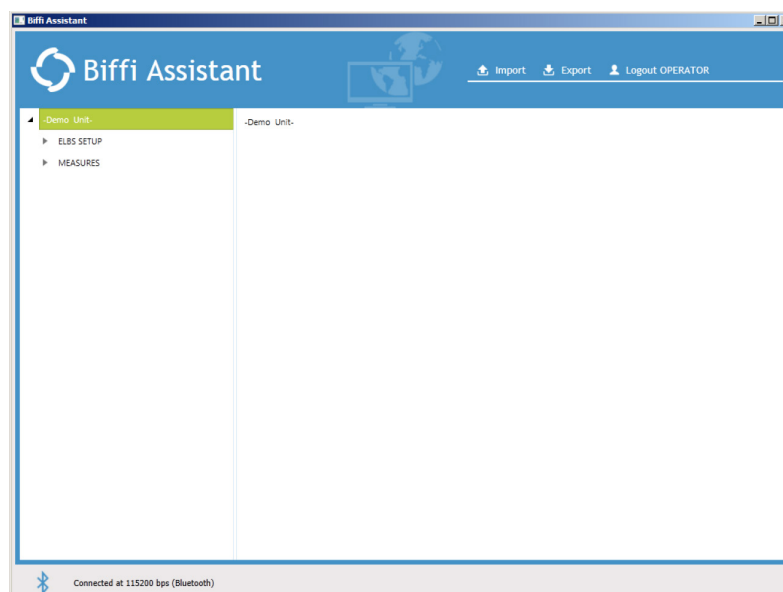 Biffi Assistant
Biffi Assistant
Import Export Logout OPERATOR
-Demo Unit-
-Demo Unit-
ELBS SETUP
MEASURES
Connected at 115200 bps (Bluetooth)